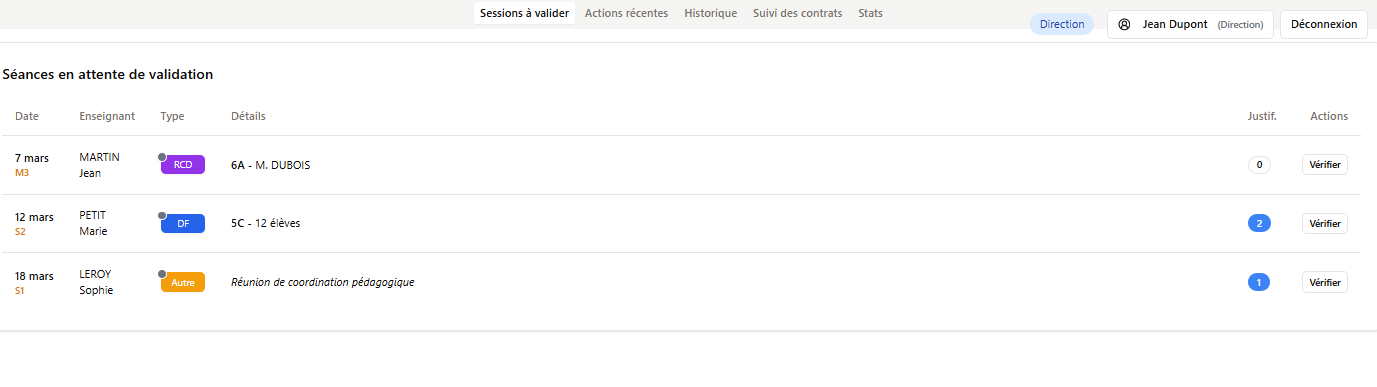 Sessions à valider Actions récentes Historique Suivi des contrats Stats
Direction Jean Dupont (Direction) Déconnexion
Séances en attente de validation
Date Enseignant Type Détails Justif. Actions
7 mars MARTIN RCD 6A - M. DUBOIS 0 Vérifier
M3 Jean
12 mars PETIT DF 5C - 12 élèves 2 Vérifier
S2 Marie
18 mars LEROY Autre Réunion de coordination pédagogique 1 Vérifier
S1 Sophie